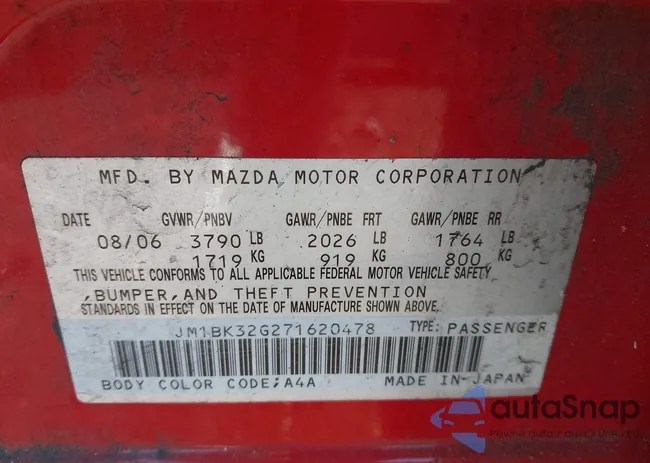 MFD. BY MAZDA MOTOR CORPORATION
DATE GVWR/PNBV GAWR/PNBE FRT GAWR/PNBE RR
08/06 3790 LB 2026 LB 1764 LB
1719 KG 919 KG 800 KG
THIS VEHICLE CONFORMS TO ALL APPLICABLE FEDERAL MOTOR VEHICLE SAFETY
,BUMPER,AND THEFT PREVENTION
STANDARDS IN EFFECT ON THE DATE OF MANUFACTURE SHOWN ABOVE.
JM1BK32G271620478 TYPE: PASSENGER
BODY COLOR CODE;A4A MADE IN JAPAN
autaSnap